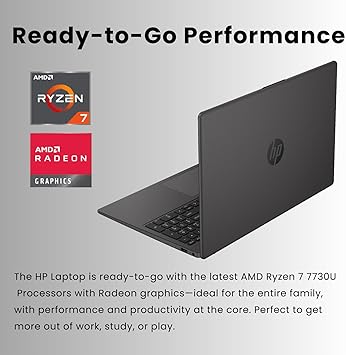 Ready-to-Go Performance
AMD
RYZEN
7
AMD
RADEON
GRAPHICS
hp
The HP Laptop is ready-to-go with the latest AMD Ryzen 7 7730U
Processors with Radeon graphics—ideal for the entire family,
with performance and productivity at the core. Perfect to get
more out of work, study, or play.